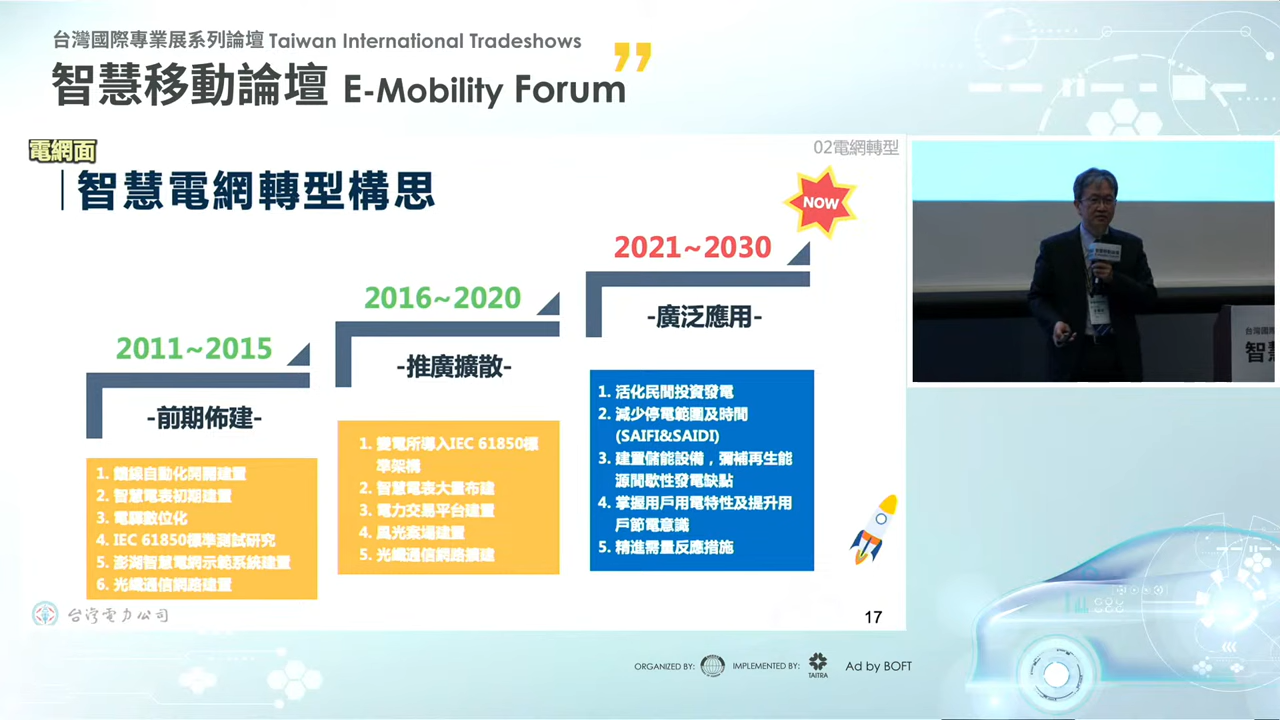 台灣國際專業展系列論壇 Taiwan International Tradeshows
智慧移動論壇 E-Mobility Forum
電網面
02電網轉型
智慧電網轉型構思
NOW
2021~2030
-廣泛應用-
2016~2020
-推廣擴散-
2011~2015
-前期佈建-
1. 饋線自動化開關建置
2. 智慧電表初期建置
3. 電驛數位化
4. IEC 61850標準測試研究
5. 澎湖智慧電網示範系統建置
6. 光纖通信網路建置
1. 變電所導入IEC 61850標
準架構
2. 智慧電表大量布建
3. 電力交易平台建置
4. 風光案場建置
5. 光纖通信網路擴建
1. 活化民間投資發電
2. 減少停電範圍及時間
(SAIFI&SAIDI)
3. 建置儲能設備，彌補再生能
源間歇性發電缺點
4. 掌握用戶用電特性及提升用
戶節電意識
5. 精進需量反應措施
台灣電力公司
17
台灣國際
智慧
ORGANIZED BY:
IMPLEMENTED BY:
TAITRA
Ad by BOFT